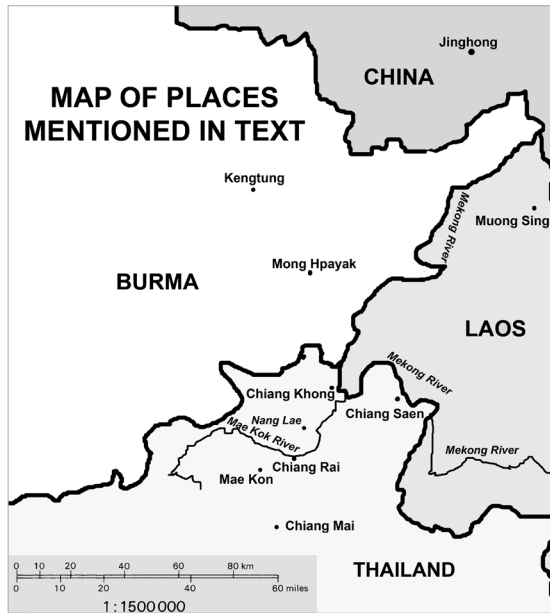 Jinghong
CHINA
MAP OF PLACES
MENTIONED IN TEXT
Kengtung
Mekong River
Muong Sing
Mong Hpayak
BURMA
LAOS
Mekong River
Chiang Khong
Chiang Saen
Nang Lae
Mae Kok River
Mekong River
Chiang Rai
Mae Kon
Chiang Mai
THAILAND
0 10 20 40 60 80 km
0 10 20 40 60 miles
1:1500000